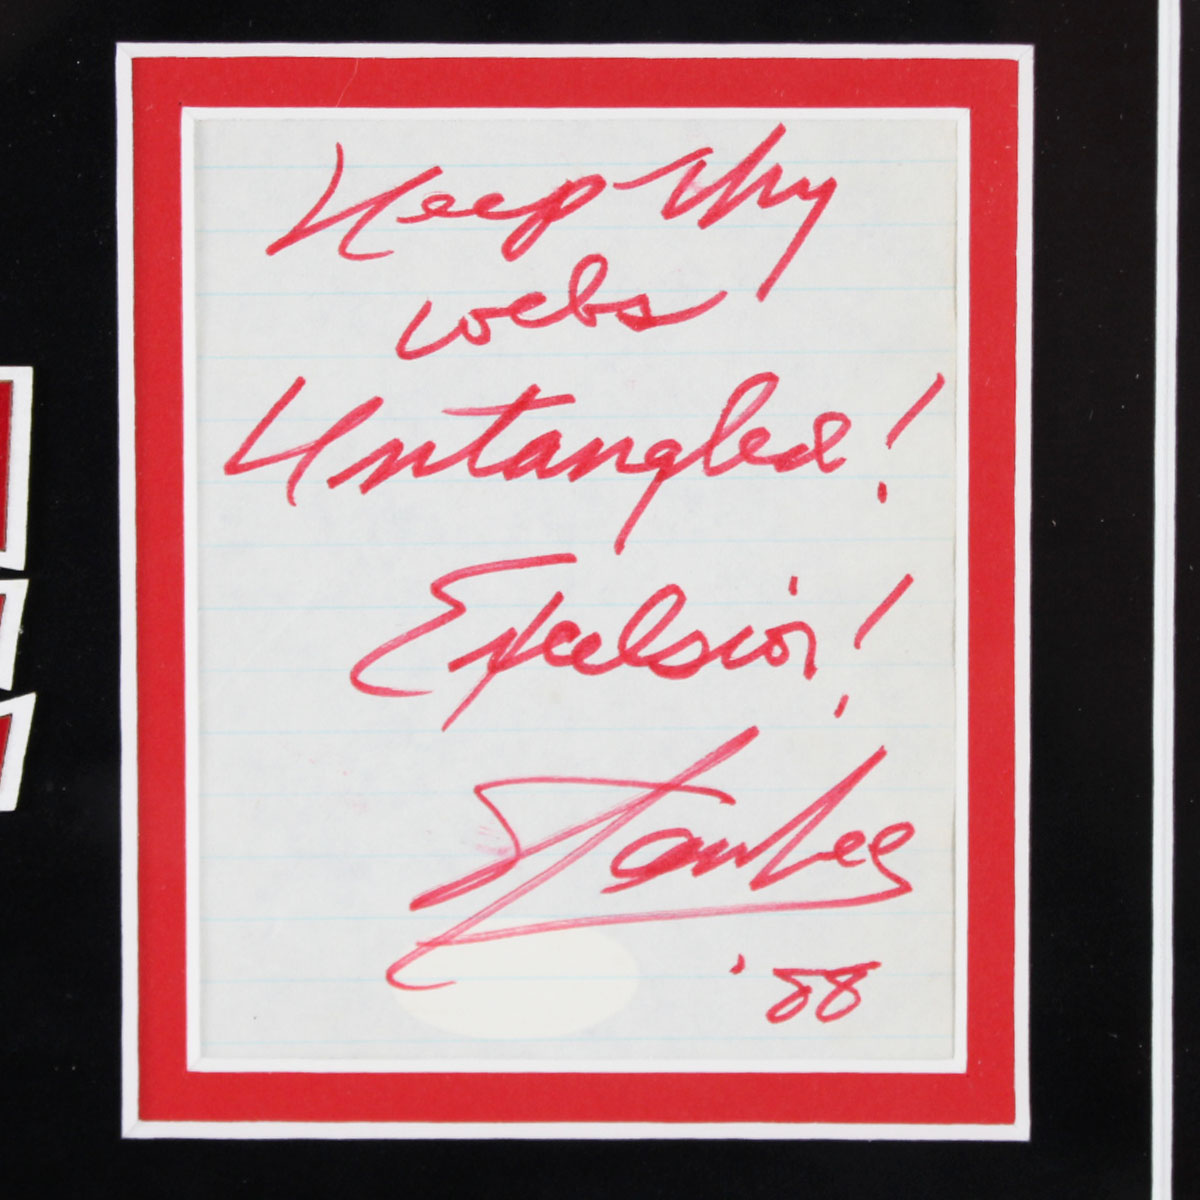 Keep thy
webs
Untangled!
Excelsior!
Stan Lee
'88